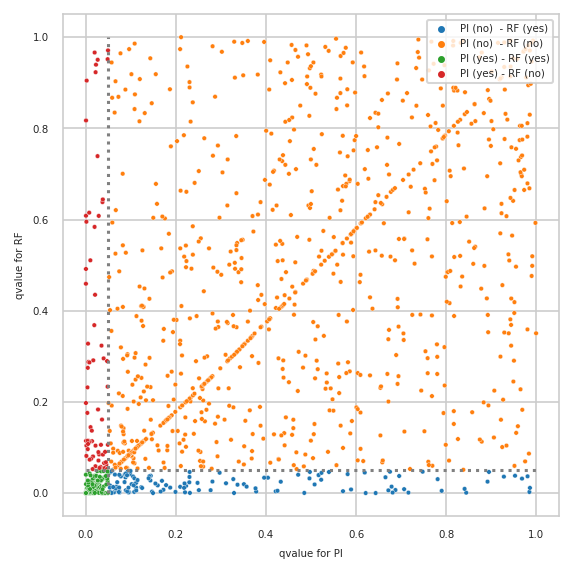 PI (no)  - RF (yes)
PI (no)  - RF (no)
PI (yes) - RF (yes)
PI (yes) - RF (no)
qvalue for RF
1.0
0.8
0.6
0.4
0.2
0.0
0.0 0.2 0.4 0.6 0.8 1.0
qvalue for PI